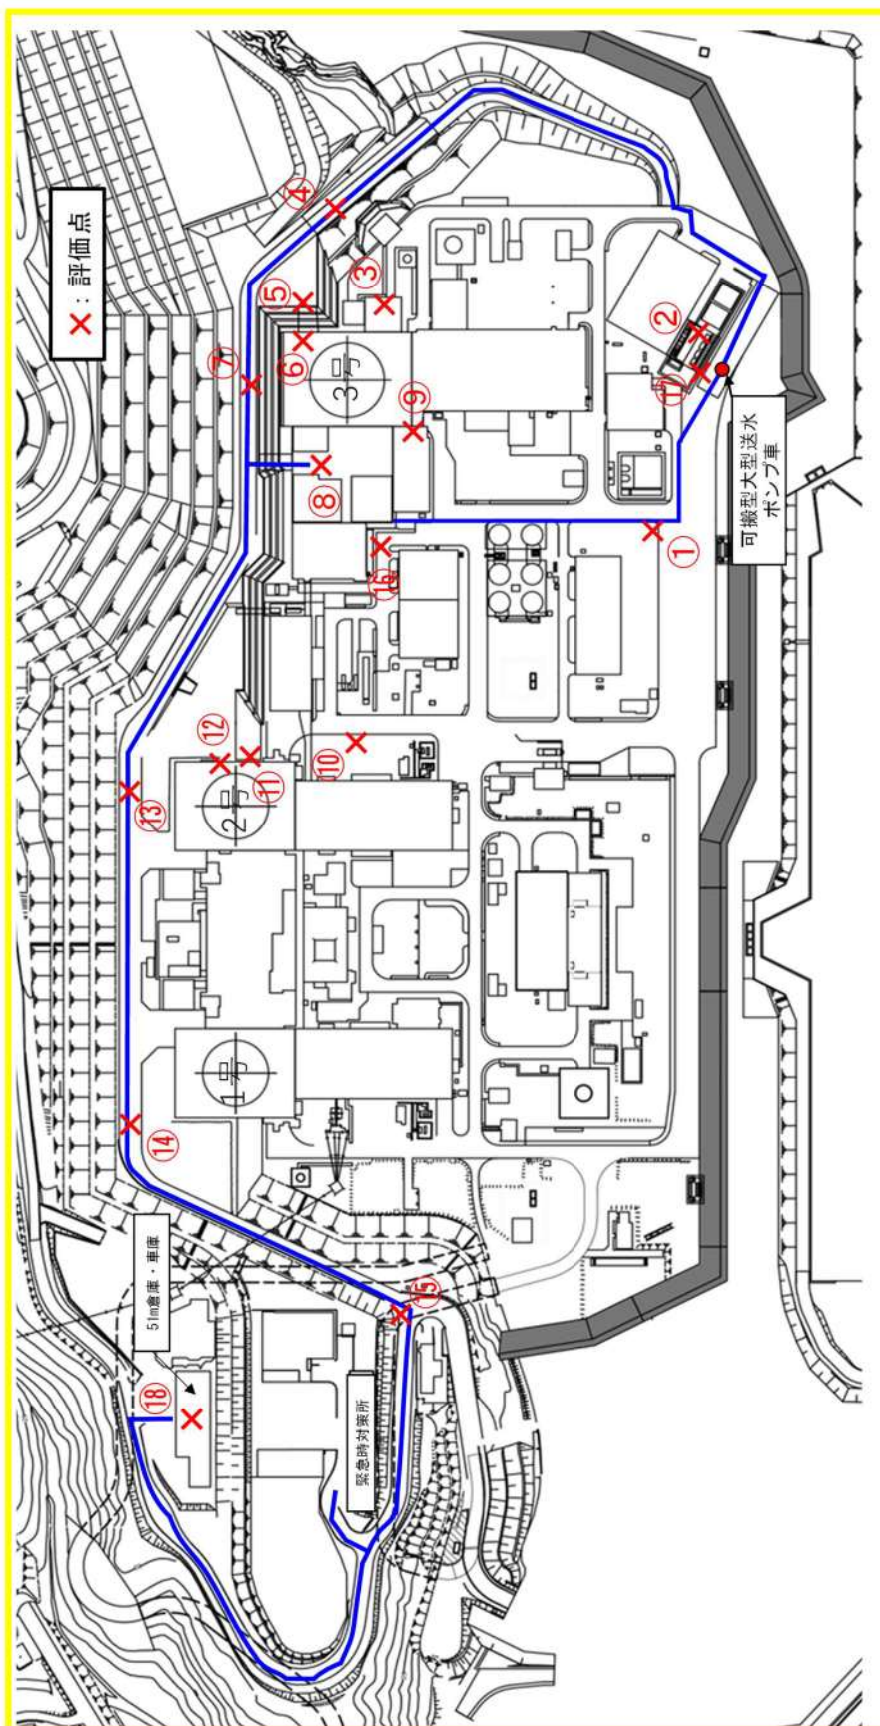 ×：評価点
④
⑤
③
⑦
⑥
3号
⑨
②
⑰
⑧
可搬型大型送水
ポンプ車
①
⑯
⑫
⑪
⑩
2号
⑬
1号
⑭
51m倉庫・車庫
⑮
⑱
緊急時対策所